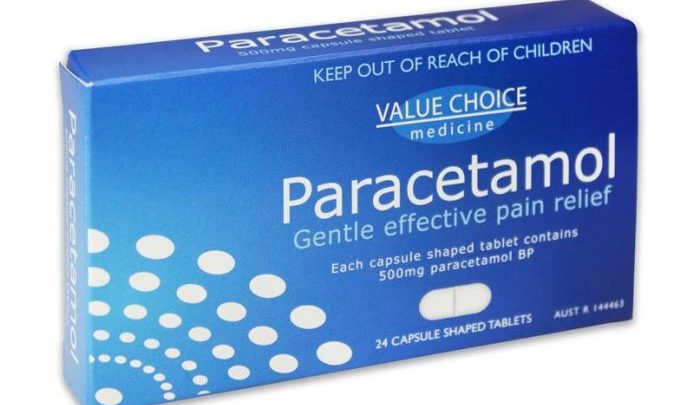 Paracetamol
500mg capsule shaped tablet
KEEP OUT OF REACH OF CHILDREN
VALUE CHOICE
medicine
Paracetamol
Gentle effective pain relief
Each capsule shaped tablet contains
500mg paracetamol BP
24 CAPSULE SHAPED TABLETS
AUST R 144463
Paracetamol